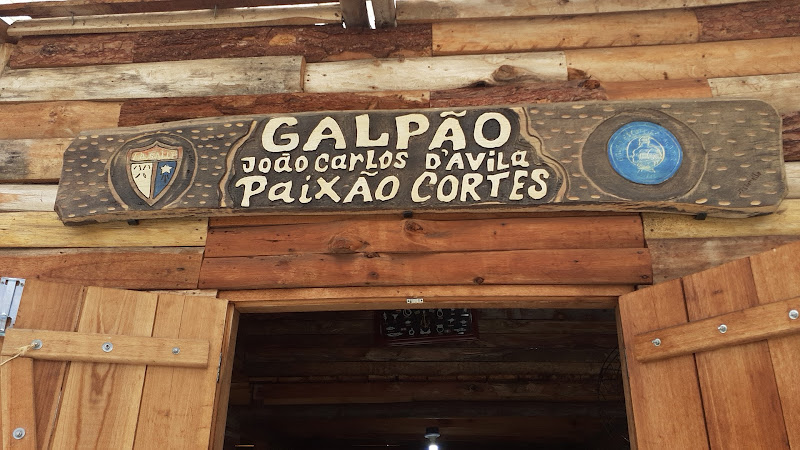 GALPÃO
JOÃO CARLOS D'AVILA
PAIXÃO CORTES